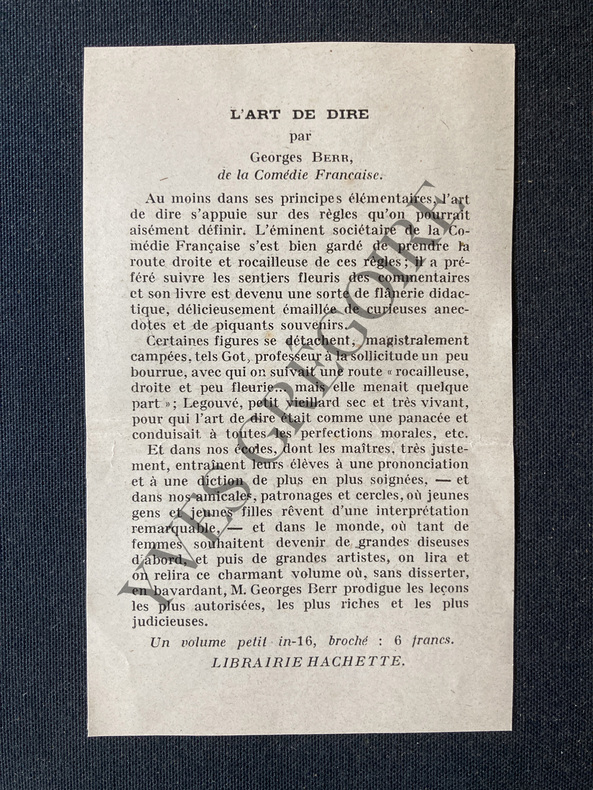 L'ART DE DIRE
par
Georges BERR,
de la Comédie Française.
Au moins dans ses principes élémentaires, l'art
de dire s'appuie sur des règles qu'on pourrait
aisément définir. L'éminent sociétaire de la Co-
médie Française s'est bien gardé de prendre la
route droite et rocailleuse de ces règles; il a pré-
féré suivre les sentiers fleuris des commentaires
et son livre est devenu une sorte de flânerie didac-
tique, délicieusement émaillée de curieuses anec-
dotes et de piquants souvenirs.
Certaines figures se détachent, magistralement
campées, tels Got, professeur à la sollicitude un peu
bourrue, avec qui on suivait une route « rocailleuse,
droite et peu fleurie... mais elle menait quelque
part »; Legouvé, petit vieillard sec et très vivant,
pour qui l'art de dire était comme une panacée et
conduisait à toutes les perfections morales, etc.
Et dans nos écoles, dont les maîtres, très juste-
ment, entraînent leurs élèves à une prononciation
et à une diction de plus en plus soignées, — et
dans nos amicales, patronages et cercles, où jeunes
gens et jeunes filles rêvent d'une interprétation
remarquable, — et dans le monde, où tant de
femmes souhaitent devenir de grandes diseuses
d'abord, et puis de grandes artistes, on lira et
on relira ce charmant volume où, sans disserter,
en bavardant, M. Georges Berr prodigue les leçons
les plus autorisées, les plus riches et les plus
judicieuses.
Un volume petit in-16, broché : 6 francs.
LIBRAIRIE HACHETTE.
YVES GRÉGOIRE